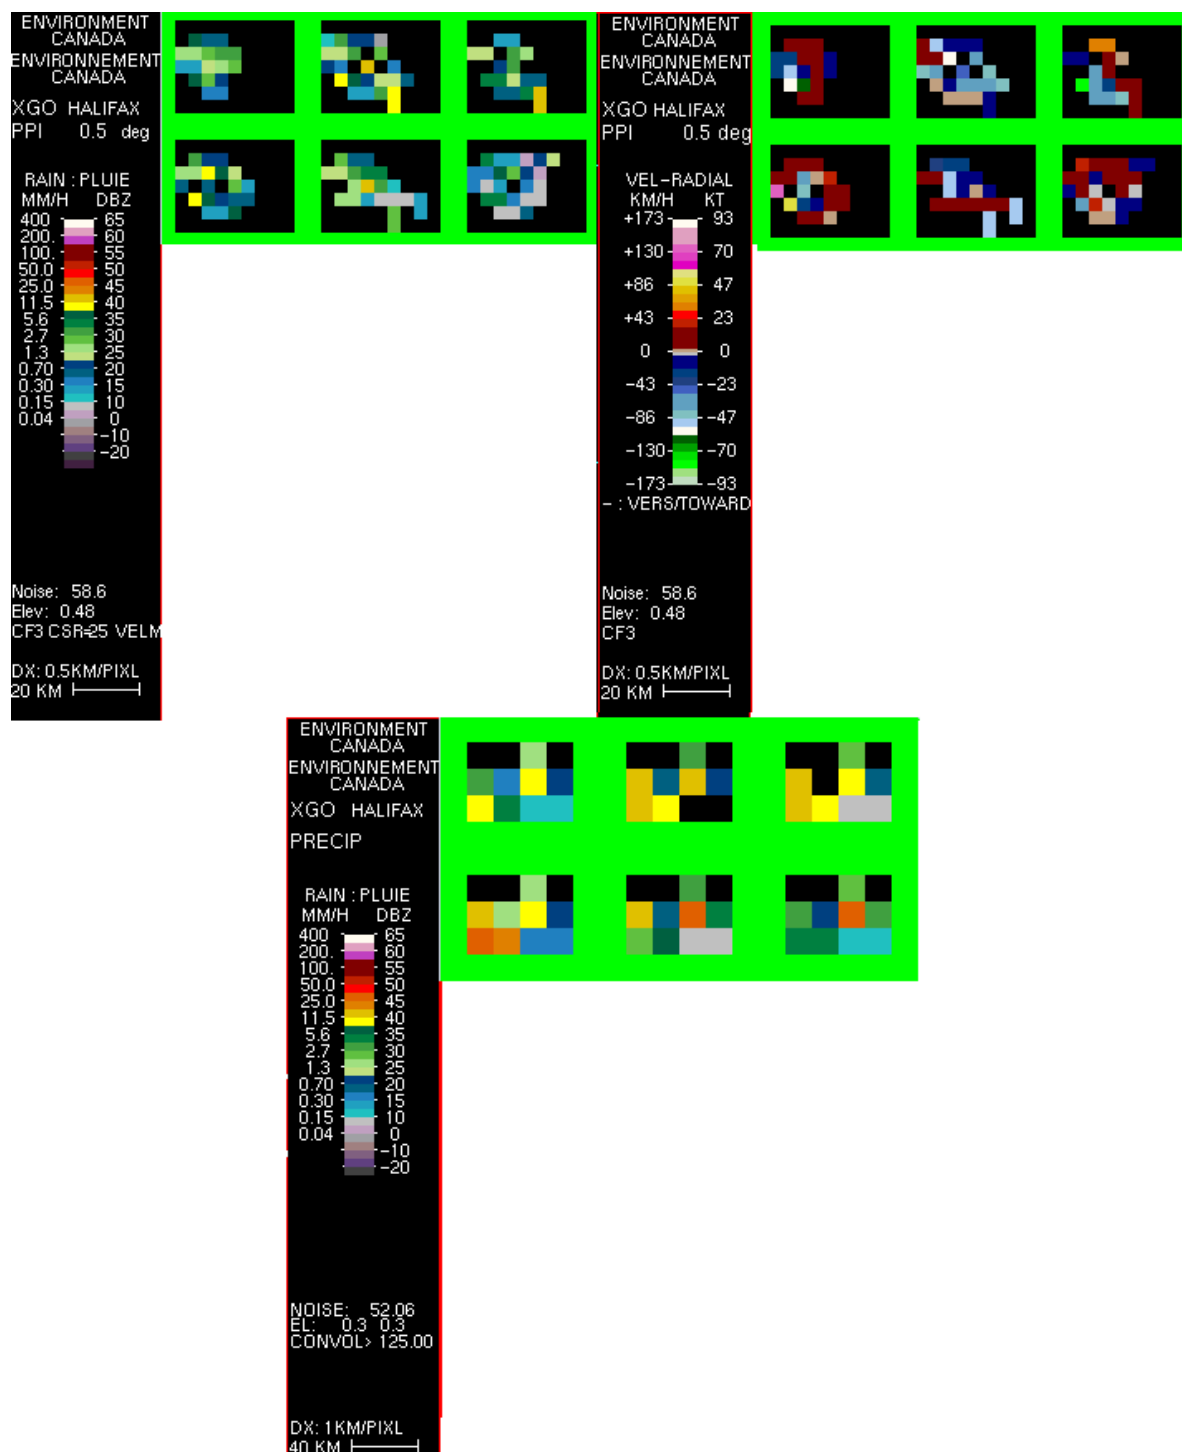 ENVIRONMENT
CANADA
ENVIRONNEMENT
CANADA
XGO HALIFAX
PPI 0.5 deg
RAIN : PLUIE
MM/H DBZ
400 65
200. 60
100. 55
50.0 50
25.0 45
11.5 40
5.6 35
2.7 30
1.3 25
0.70 20
0.30 15
0.15 10
0.04 0
-10
-20
Noise: 58.6
Elev: 0.48
CF3 CSR=25 VELM
DX: 0.5KM/PIXL
20 KM
ENVIRONMENT
CANADA
ENVIRONNEMENT
CANADA
XGO HALIFAX
PPI 0.5 deg
VEL-RADIAL
KM/H KT
+173 93
+130 70
+86 47
+43 23
0 0
-43 -23
-86 -47
-130 -70
-173 -93
- : VERS/TOWARD
Noise: 58.6
Elev: 0.48
CF3
DX: 0.5KM/PIXL
20 KM
ENVIRONMENT
CANADA
ENVIRONNEMENT
CANADA
XGO HALIFAX
PRECIP
RAIN : PLUIE
MM/H DBZ
400 65
200. 60
100. 55
50.0 50
25.0 45
11.5 40
5.6 35
2.7 30
1.3 25
0.70 20
0.30 15
0.15 10
0.04 0
-10
-20
NOISE: 52.06
EL: 0.3 0.3
CONVOL> 125.00
DX: 1KM/PIXL
40 KM